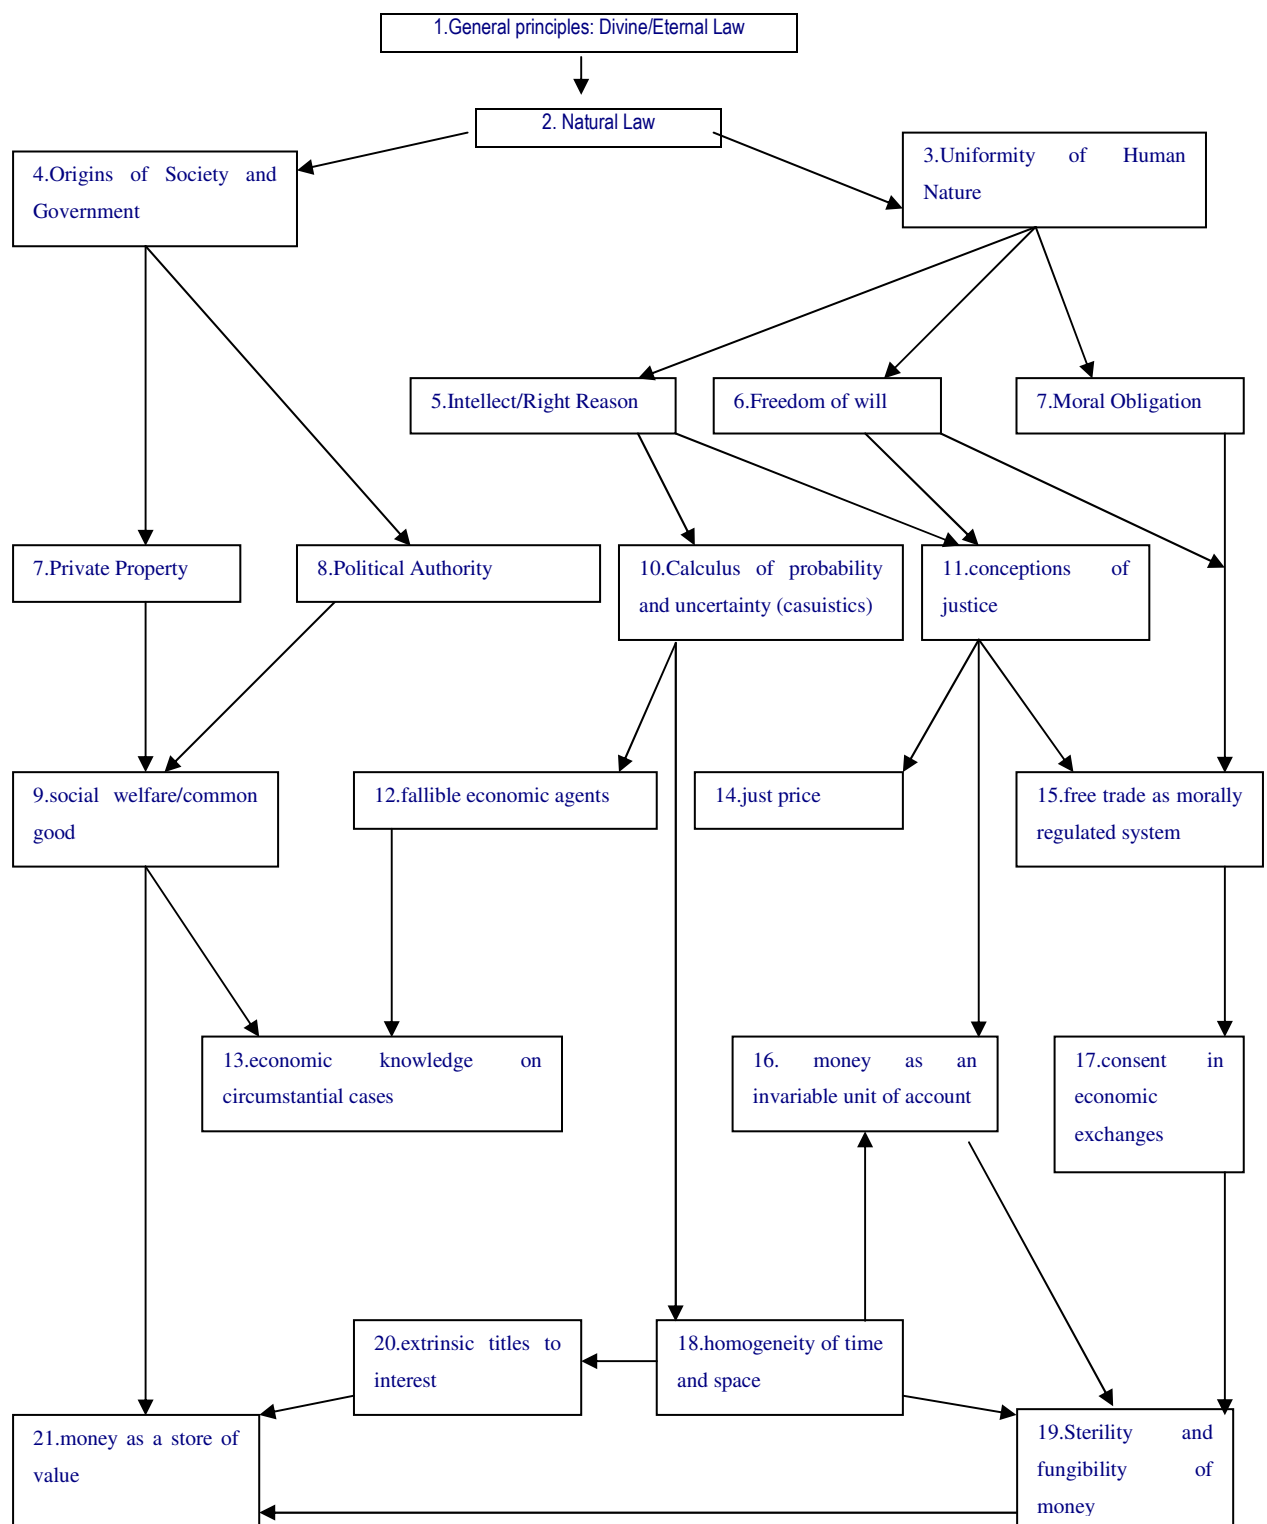 1.General principles: Divine/Eternal Law
2. Natural Law
3.Uniformity of Human
Nature
4.Origins of Society and
Government
5.Intellect/Right Reason
6.Freedom of will
7.Moral Obligation
7.Private Property
8.Political Authority
10.Calculus of probability
and uncertainty (casuistics)
11.conceptions of
justice
9.social welfare/common
good
12.fallible economic agents
14.just price
15.free trade as morally
regulated system
13.economic knowledge on
circumstantial cases
16. money as an
invariable unit of account
17.consent in
economic
exchanges
20.extrinsic titles to
interest
18.homogeneity of time
and space
21.money as a store of
value
19.Sterility and
fungibility of
money